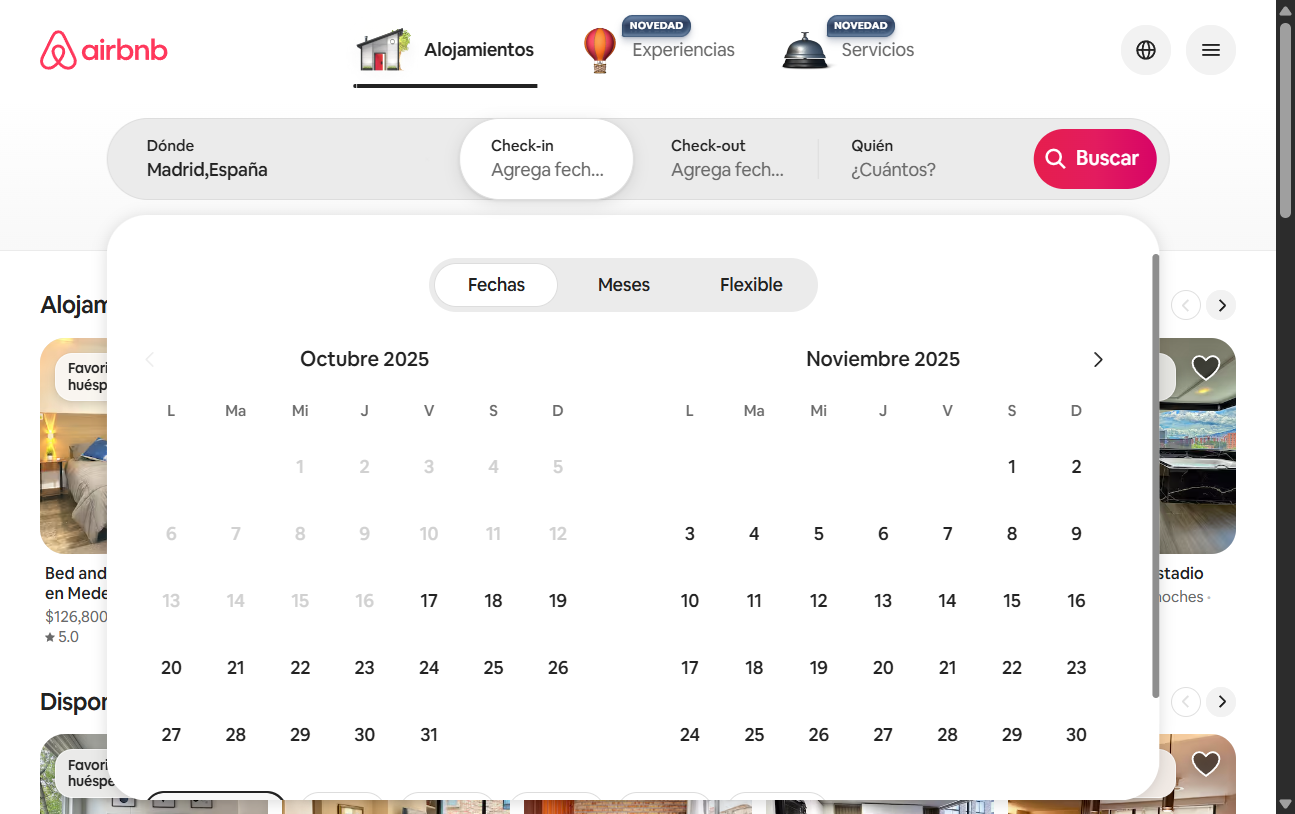 airbnb
Alojamientos
NOVEDAD
Experiencias
NOVEDAD
Servicios
Dónde
Madrid,España
Check-in
Agrega fech...
Check-out
Agrega fech...
Quién
¿Cuántos?
Buscar
Fechas
Meses
Flexible
Octubre 2025
L Ma Mi J V S D
1 2 3 4 5
6 7 8 9 10 11 12
13 14 15 16 17 18 19
20 21 22 23 24 25 26
27 28 29 30 31
Noviembre 2025
L Ma Mi J V S D
1 2
3 4 5 6 7 8 9
10 11 12 13 14 15 16
17 18 19 20 21 22 23
24 25 26 27 28 29 30
Alojam
Favori
huésp
Bed and
en Mede
$126,800
★ 5.0
stadio
noches ·
Dispon
Favori
huéspe